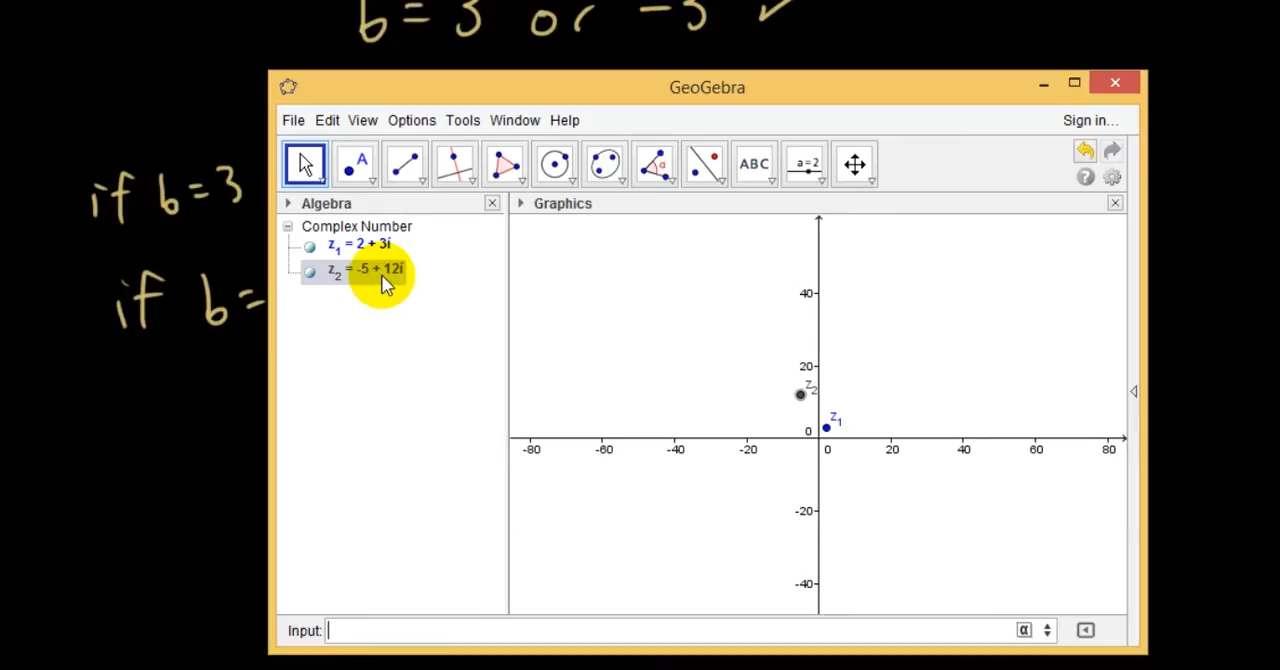 b = 3 or -3 ✓
GeoGebra
File Edit View Options Tools Window Help Sign in...
A ABC a=2
if b = 3
Algebra Graphics
Complex Number
z1 = 2 + 3í
z2 = -5 + 12í
if b =
40
20
z2
z1
0
-80 -60 -40 -20 0 20 40 60 80
-20
-40
Input: α